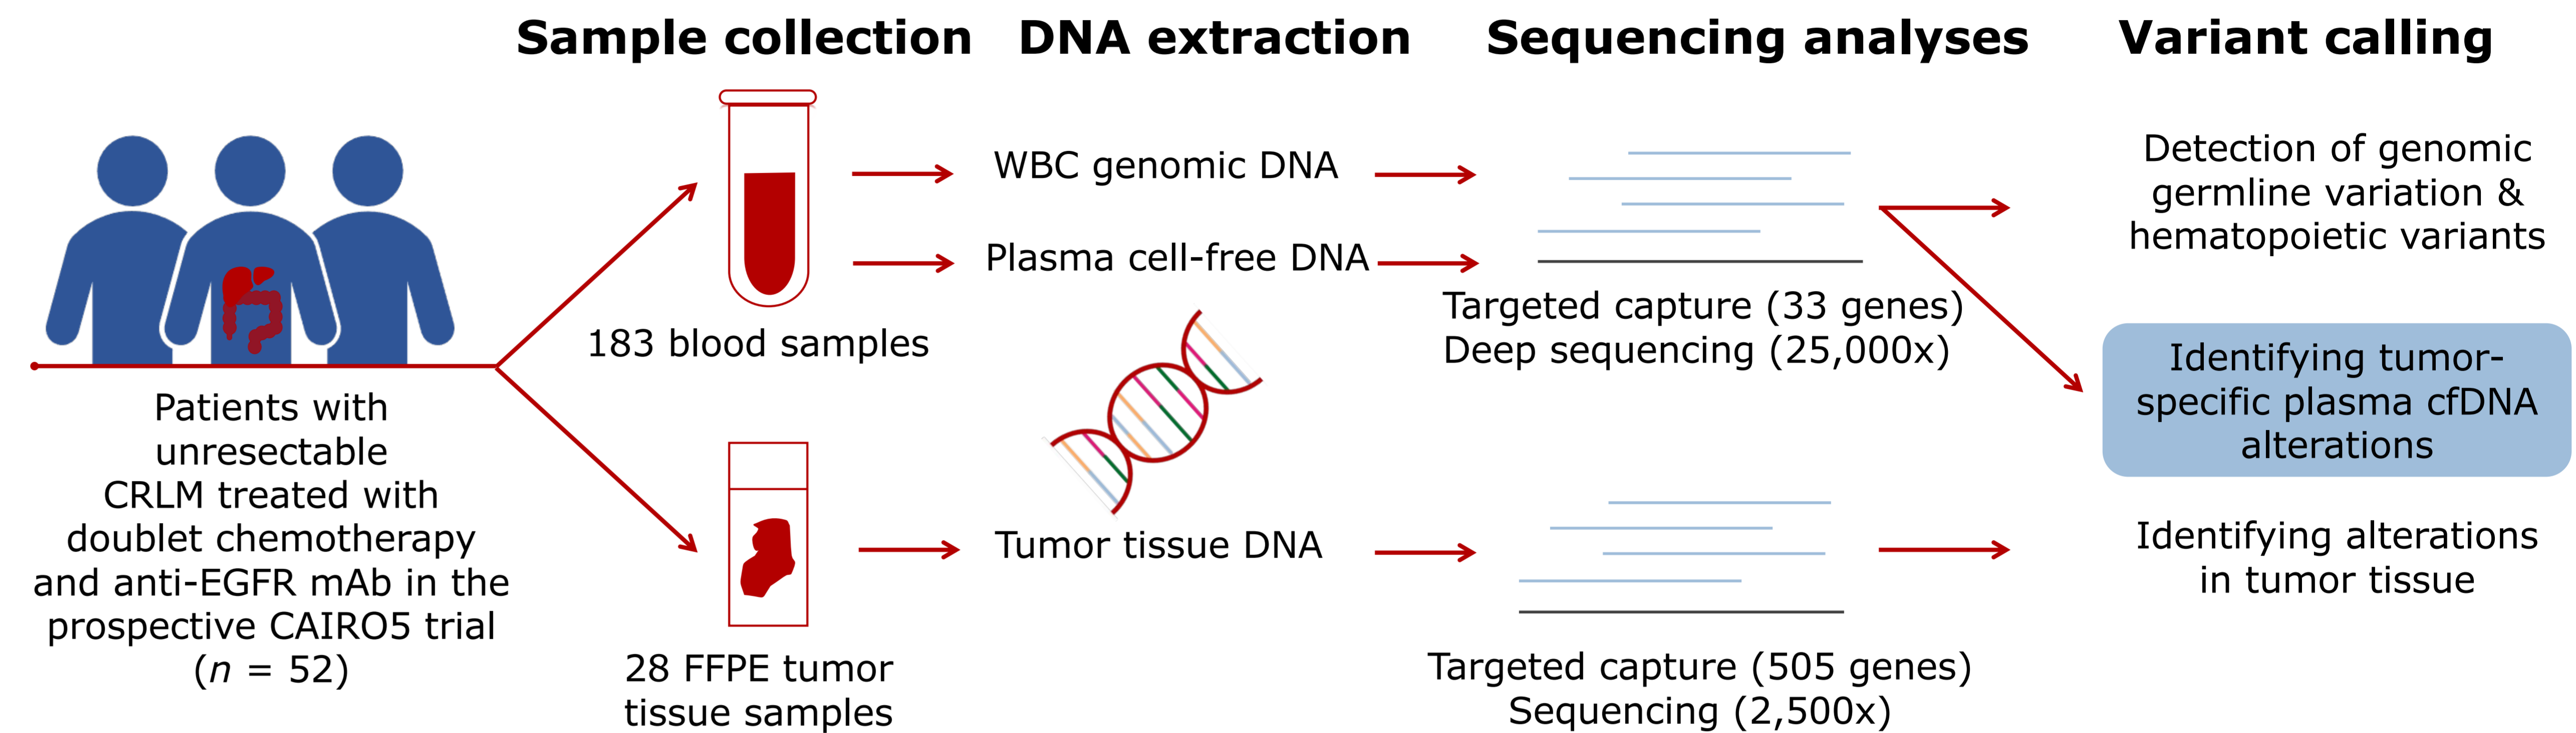 Sample collection
DNA extraction
Sequencing analyses
Variant calling
Patients with
unresectable
CRLM treated with
doublet chemotherapy
and anti-EGFR mAb in the
prospective CAIRO5 trial
(n = 52)
183 blood samples
28 FFPE tumor
tissue samples
WBC genomic DNA
Plasma cell-free DNA
Tumor tissue DNA
Targeted capture (33 genes)
Deep sequencing (25,000x)
Targeted capture (505 genes)
Sequencing (2,500x)
Detection of genomic
germline variation &
hematopoietic variants
Identifying tumor-
specific plasma cfDNA
alterations
Identifying alterations
in tumor tissue